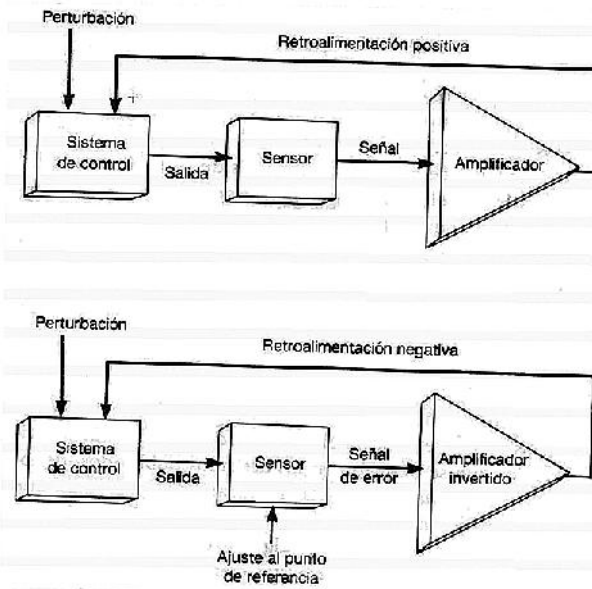 Perturbación
Retroalimentación positiva
+
Sistema
de control
Salida
Sensor
Señal
Amplificador
Perturbación
Retroalimentación negativa
Sistema
de control
Salida
Sensor
Señal
de error
Amplificador
invertido
Ajuste al punto
de referencia